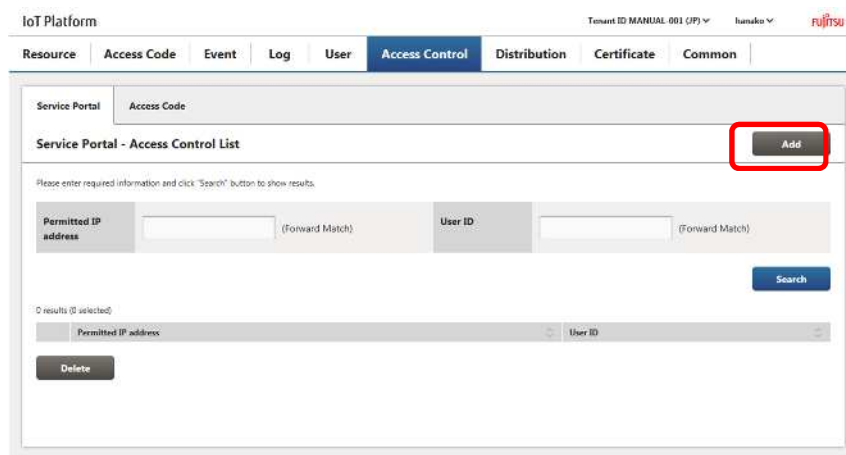 IoT Platform
Tenant ID MANUAL-001 (JP)
hanako
FUJITSU
Resource
Access Code
Event
Log
User
Access Control
Distribution
Certificate
Common
Service Portal
Access Code
Service Portal - Access Control List
Add
Please enter required information and click "Search" button to show results.
Permitted IP
address
(Forward Match)
User ID
(Forward Match)
Search
0 results (0 selected)
Permitted IP address
User ID
Delete